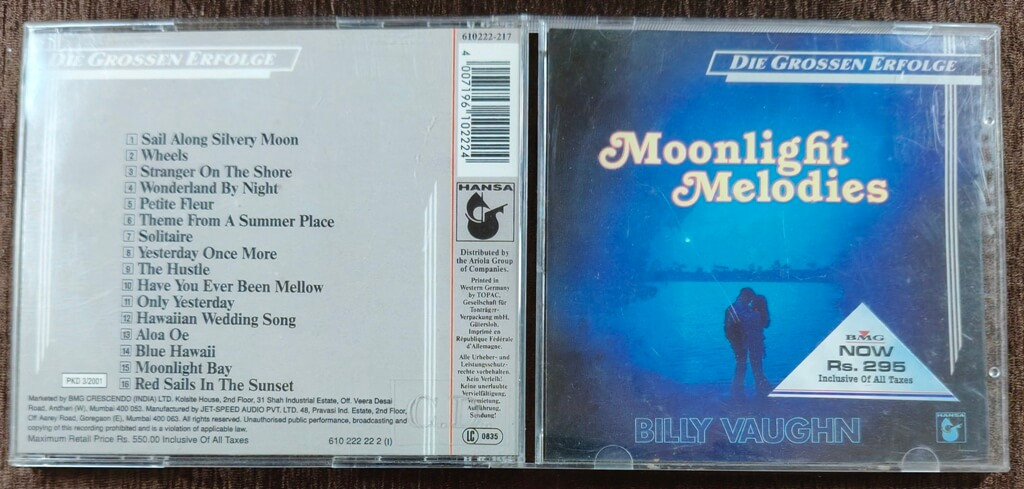 DIE GROSSEN ERFOLGE
1 Sail Along Silvery Moon
2 Wheels
3 Stranger On The Shore
4 Wonderland By Night
5 Petite Fleur
6 Theme From A Summer Place
7 Solitaire
8 Yesterday Once More
9 The Hustle
10 Have You Ever Been Mellow
11 Only Yesterday
12 Hawaiian Wedding Song
13 Aloa Oe
14 Blue Hawaii
15 Moonlight Bay
16 Red Sails In The Sunset
PKD 3/2001
Marketed by BMG CRESCENDO (INDIA) LTD. Kolsite House, 2nd Floor, 31 Shah Industrial Estate, Off. Veera Desai
Road, Andheri (W), Mumbai 400 053. Manufactured by JET-SPEED AUDIO PVT. LTD, 48, Pravasi Ind. Estate, 2nd Floor,
Off Aarey Road, Goregaon (E), Mumbai 400 063. All rights reserved. Unauthorised public performance, broadcasting and
copying of this recording prohibited and is a violation of applicable law.
Maximum Retail Price Rs. 550.00 Inclusive Of All Taxes
610 222 22 2 (I)
610222-217
4 007196 102224
HANSA
Distributed by
the Ariola Group
of Companies.
Printed in
Western Germany
by TOPAC,
Gesellschaft für
Tonträger-
Verpackung mbH,
Gütersloh.
Imprimé en
République Fédérale
d'Allemagne.
Alle Urheber- und
Leistungsschutz-
rechte vorbehalten.
Kein Verleih!
Keine unerlaubte
Vervielfältigung,
Vermietung,
Aufführung,
Sendung!
LC 0835
DIE GROSSEN ERFOLGE
Moonlight
Melodies
BMG
NOW
Rs. 295
Inclusive Of All Taxes
BILLY VAUGHN
HANSA